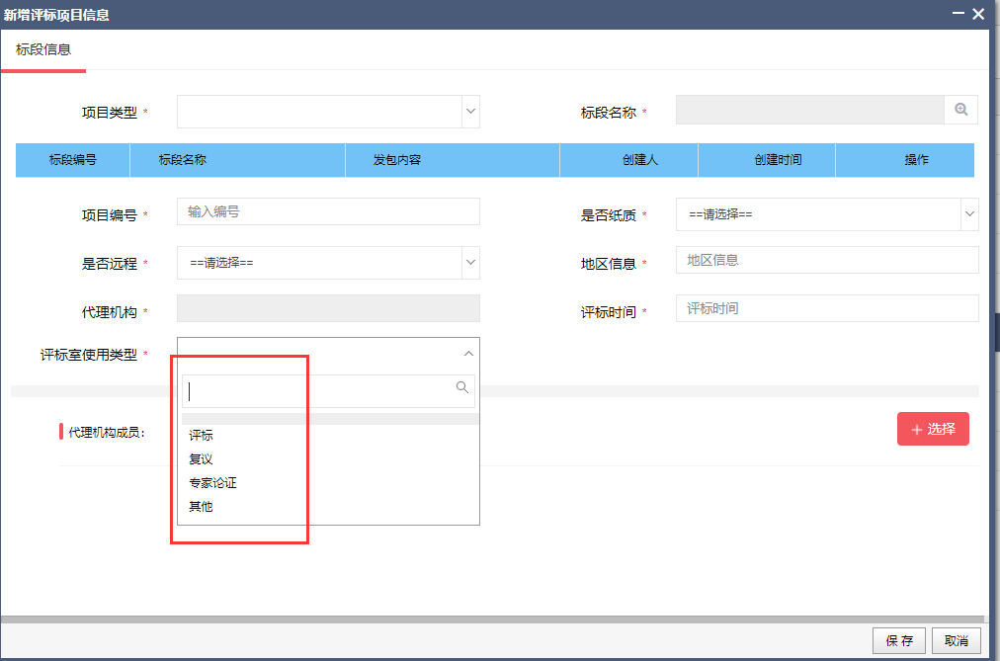 新增评标项目信息
标段信息
项目类型 *
标段名称 *
标段编号 标段名称 发包内容 创建人 创建时间 操作
项目编号 * 输入编号
是否纸质 * ==请选择==
是否远程 * ==请选择==
地区信息 * 地区信息
代理机构 *
评标时间 * 评标时间
评标室使用类型 *
代理机构成员:
+ 选择
评标
复议
专家论证
其他
保 存 取消